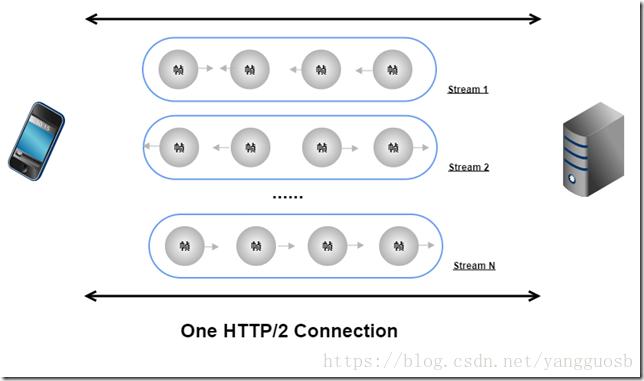 帧 帧 帧 帧
Stream 1
帧 帧 帧 帧
Stream 2
......
帧 帧 帧 帧
Stream N
One HTTP/2 Connection
https://blog.csdn.net/yangguosb